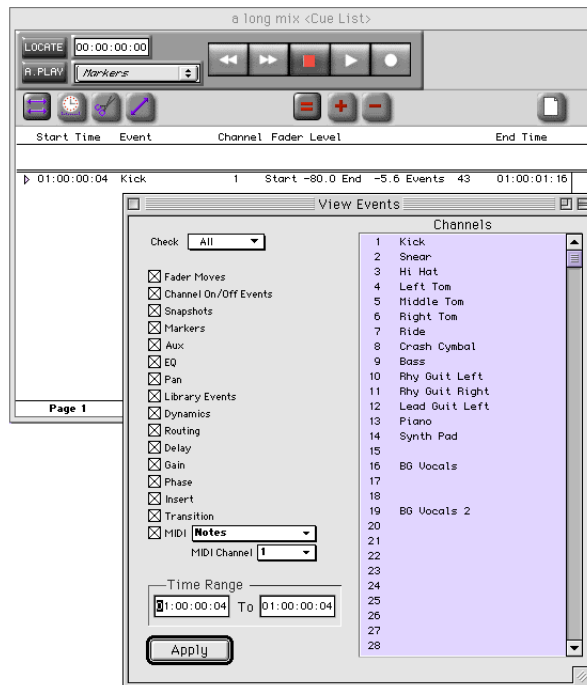 a long mix <Cue List>
LOCATE 00:00:00:00
A.PLAY Markers
Start Time Event Channel Fader Level End Time
01:00:00:04 Kick 1 Start -80.0 End -5.6 Events 43 01:00:01:16
View Events
Check All
Fader Moves
Channel On/Off Events
Snapshots
Markers
Aux
EQ
Pan
Library Events
Dynamics
Routing
Delay
Gain
Phase
Insert
Transition
MIDI Notes
MIDI Channel 1
Time Range
01:00:00:04 To 01:00:00:04
Apply
Channels
1 Kick
2 Snear
3 Hi Hat
4 Left Tom
5 Middle Tom
6 Right Tom
7 Ride
8 Crash Cymbal
9 Bass
10 Rhy Guit Left
11 Rhy Guit Right
12 Lead Guit Left
13 Piano
14 Synth Pad
15
16 BG Vocals
17
18
19 BG Vocals 2
20
21
22
23
24
25
26
27
28
Page 1